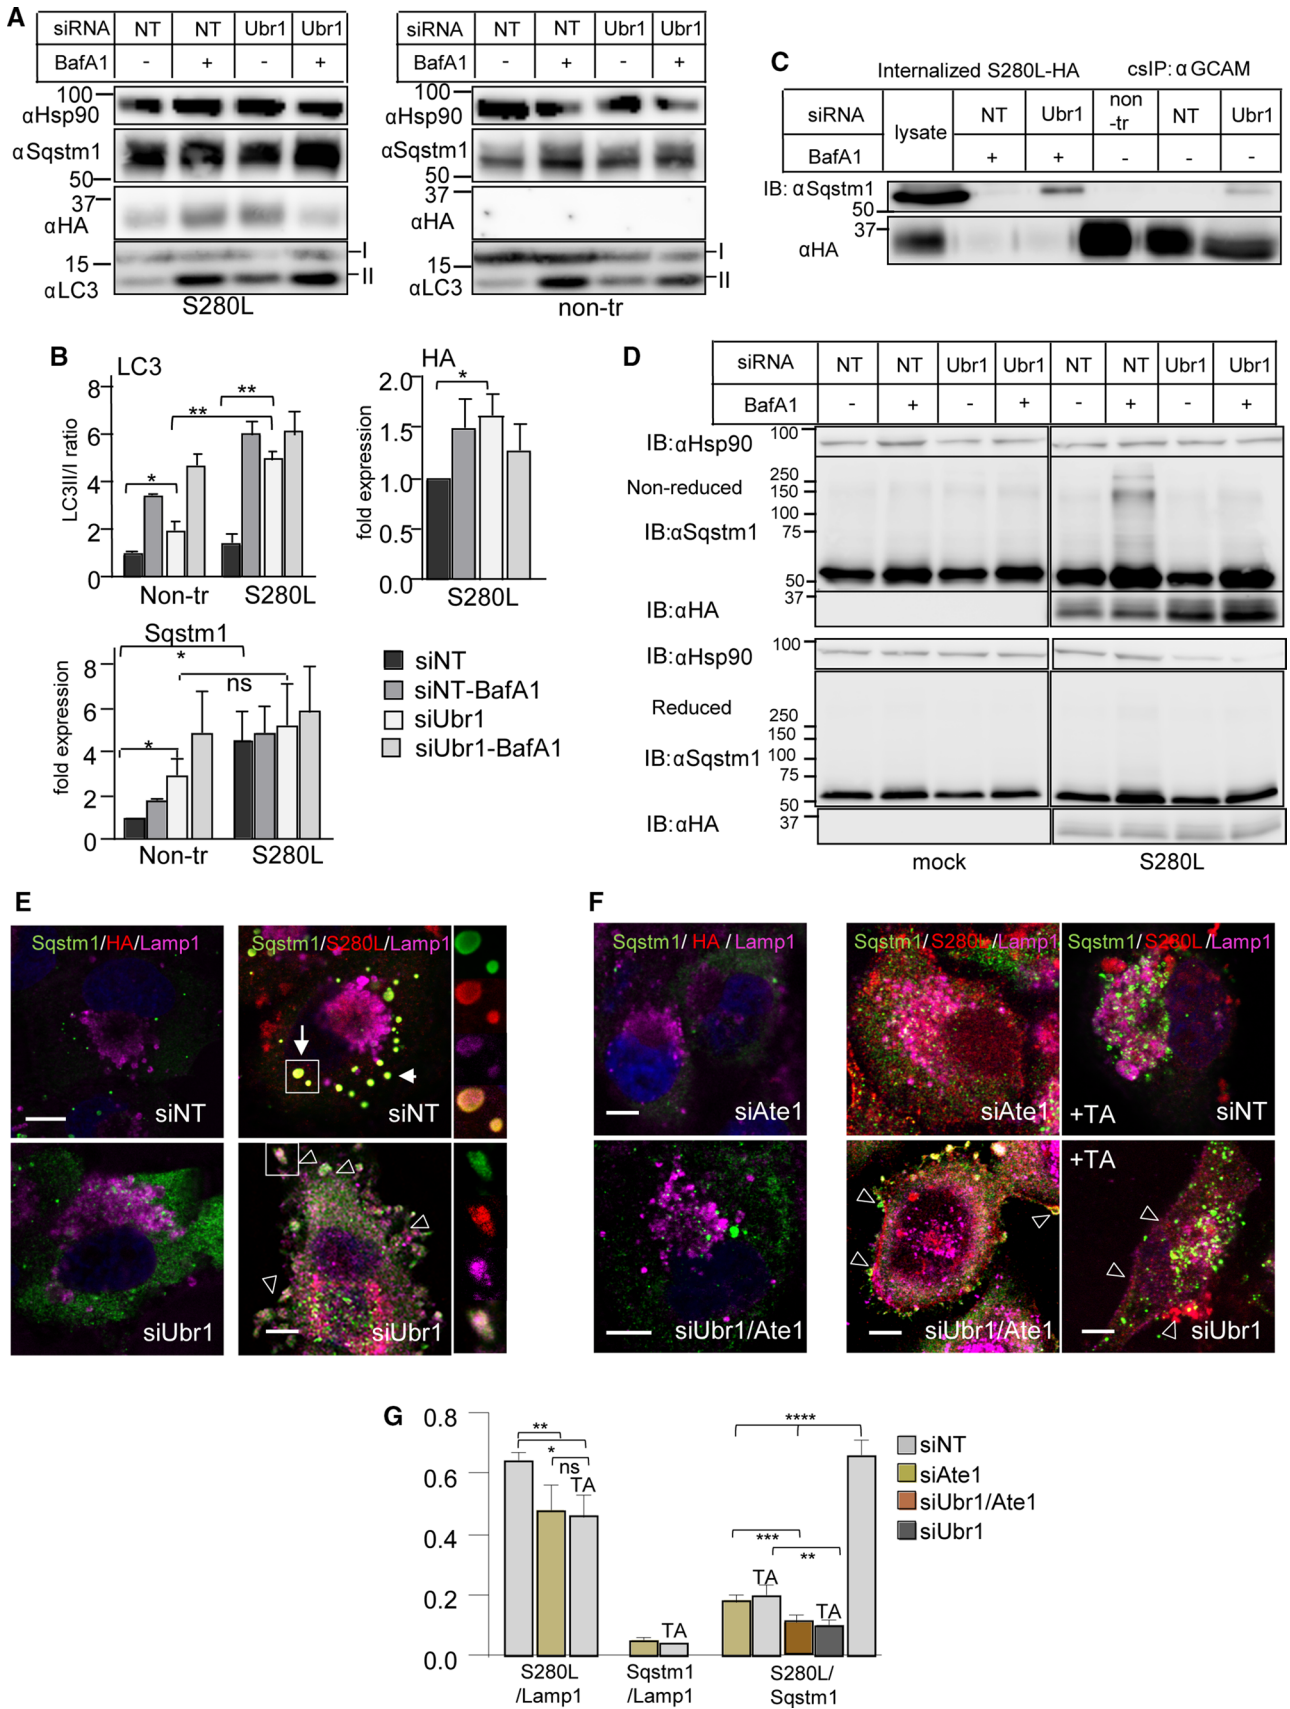 A
siRNA NT NT Ubr1 Ubr1
BafA1 - + - +
100
αHsp90
αSqstm1
50
37
αHA
I
15
II
αLC3
S280L
siRNA NT NT Ubr1 Ubr1
BafA1 - + - +
100
αHsp90
αSqstm1
50
37
αHA
I
15
II
αLC3
non-tr
C
Internalized S280L-HA csIP: α GCAM
siRNA lysate NT Ubr1 non-tr NT Ubr1
BafA1 + + - - -
IB: αSqstm1
50
37
αHA
B
LC3
8
6
4
2
0
LC3II/I ratio
* ** **
Non-tr S280L
HA
2.0
1.5
1.0
0.5
0.0
fold expression
*
S280L
Sqstm1
8
6
4
2
0
fold expression
* * ns
Non-tr S280L
siNT
siNT-BafA1
siUbr1
siUbr1-BafA1
D
siRNA NT NT Ubr1 Ubr1 NT NT Ubr1 Ubr1
BafA1 - + - + - + - +
100
IB:αHsp90
Non-reduced
250
150
100
75
IB:αSqstm1
50
37
IB:αHA
100
IB:αHsp90
Reduced
250
150
100
75
IB:αSqstm1
50
37
IB:αHA
mock S280L
E
Sqstm1/HA/Lamp1
siNT
Sqstm1/S280L/Lamp1
siNT
siUbr1
siUbr1
F
Sqstm1/ HA /Lamp1
siAte1
Sqstm1/S280L/Lamp1
siAte1
Sqstm1/S280L/Lamp1
+TA
siNT
siUbr1/Ate1
siUbr1/Ate1
+TA
siUbr1
G
0.8
0.6
0.4
0.2
0.0
** * ns TA
TA
**** *** ** TA TA
S280L
/Lamp1
Sqstm1
/Lamp1
S280L/
Sqstm1
siNT
siAte1
siUbr1/Ate1
siUbr1